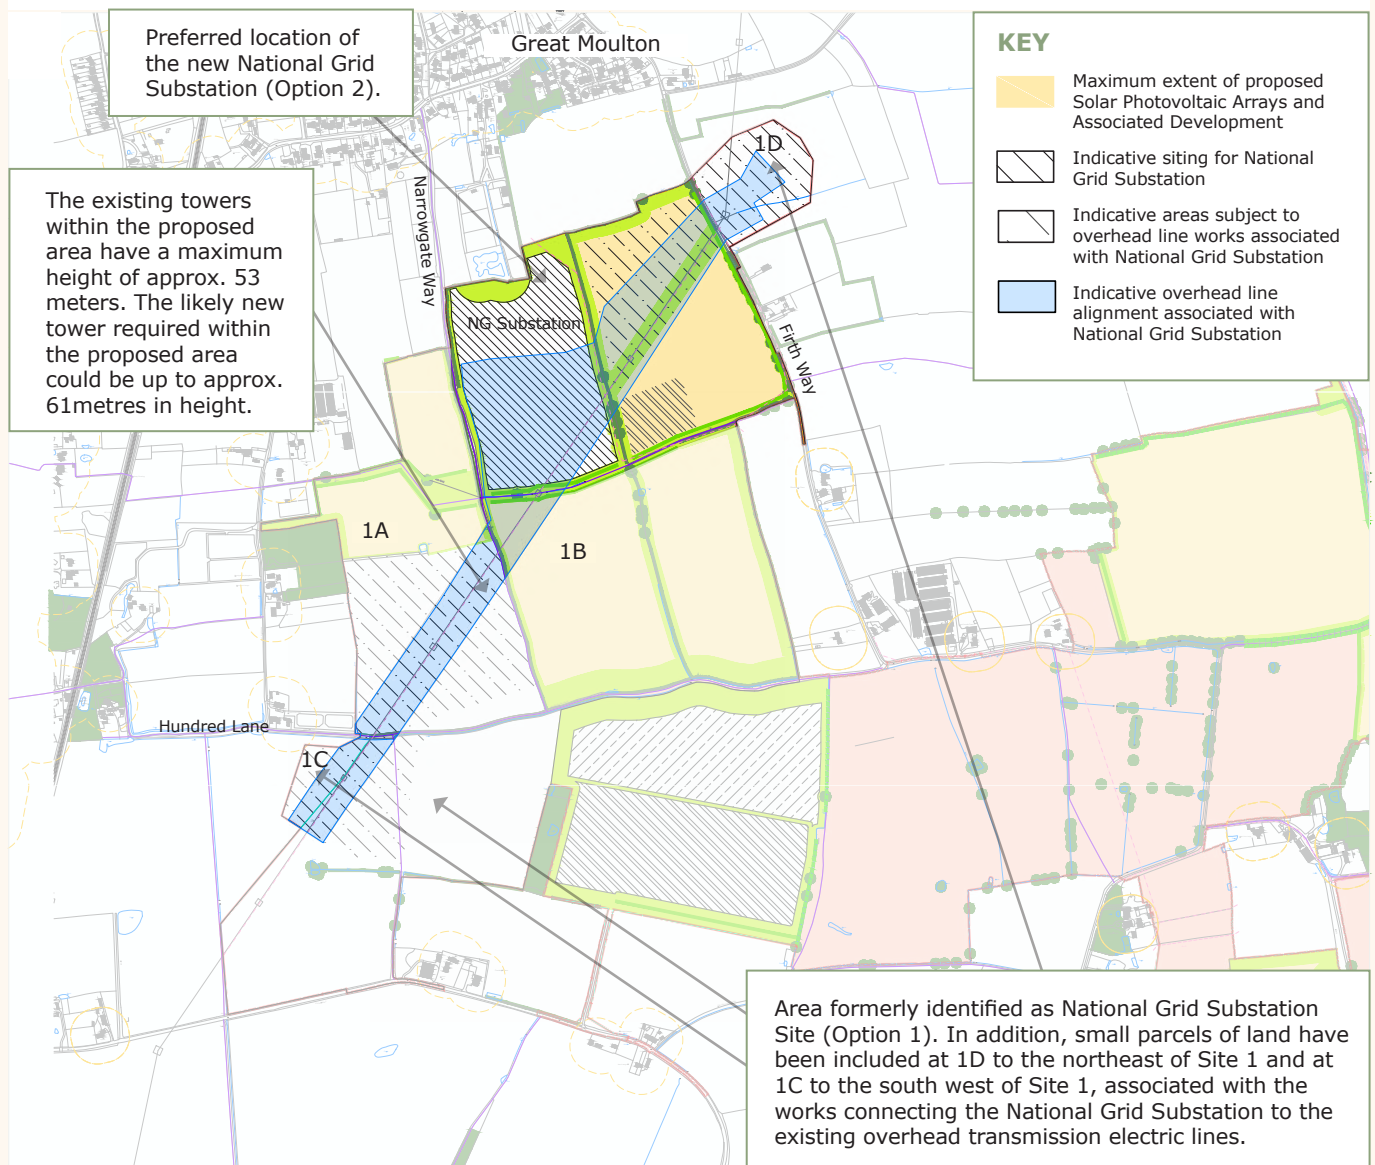 Preferred location of
the new National Grid
Substation (Option 2).
Great Moulton
KEY
Maximum extent of proposed
Solar Photovoltaic Arrays and
Associated Development
Indicative siting for National
Grid Substation
Indicative areas subject to
overhead line works associated
with National Grid Substation
Indicative overhead line
alignment associated with
National Grid Substation
The existing towers
within the proposed
area have a maximum
height of approx. 53
meters. The likely new
tower required within
the proposed area
could be up to approx.
61metres in height.
1D
Narrowgate Way
NG Substation
Firth Way
1A
1B
Hundred Lane
1C
Area formerly identified as National Grid Substation
Site (Option 1). In addition, small parcels of land have
been included at 1D to the northeast of Site 1 and at
1C to the south west of Site 1, associated with the
works connecting the National Grid Substation to the
existing overhead transmission electric lines.